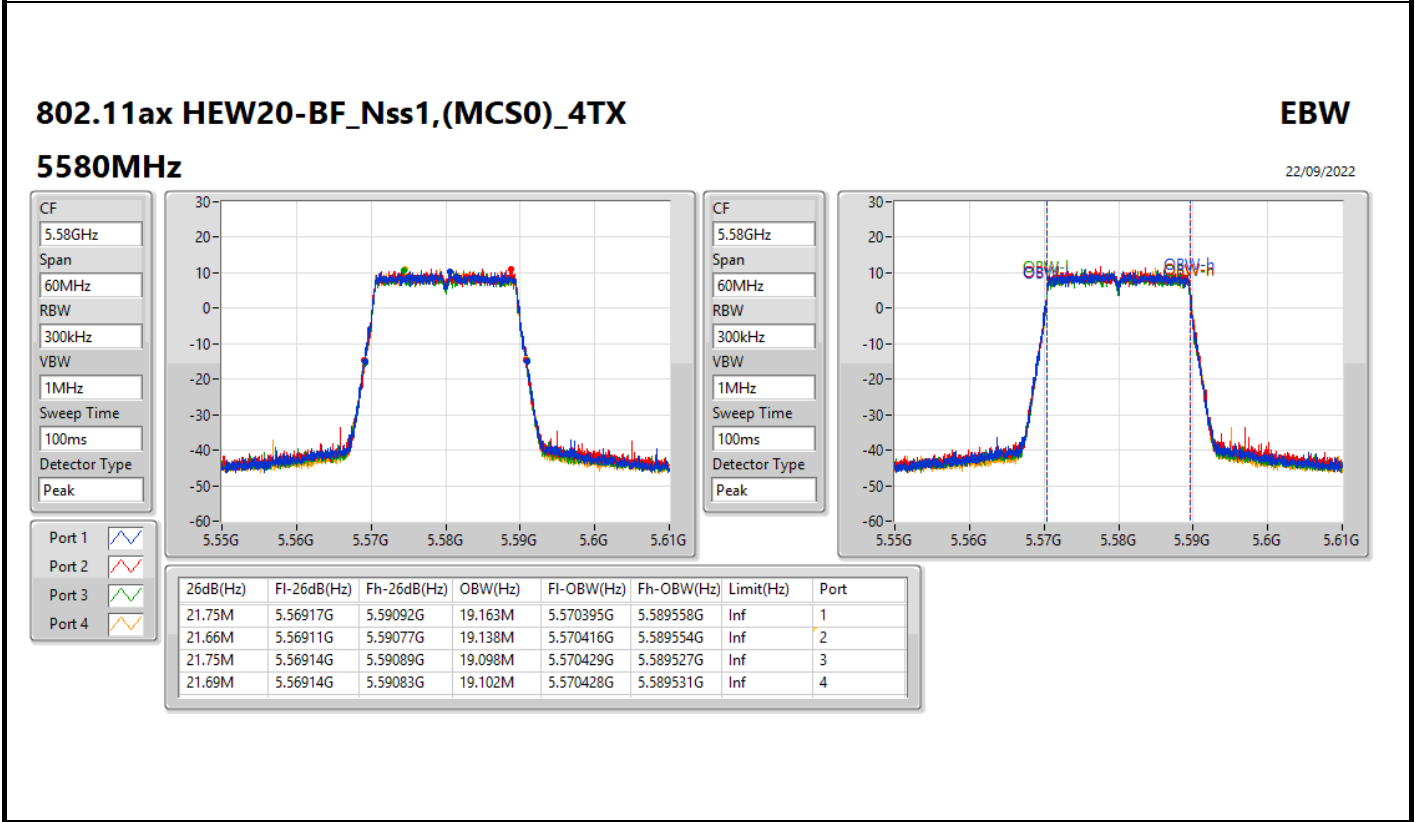 802.11ax HEW20-BF_Nss1,(MCS0)_4TX
EBW
5580MHz
22/09/2022
CF
5.58GHz
Span
60MHz
RBW
300kHz
VBW
1MHz
Sweep Time
100ms
Detector Type
Peak
30
20
10
0
-10
-20
-30
-40
-50
-60
5.55G 5.56G 5.57G 5.58G 5.59G 5.6G 5.61G
CF
5.58GHz
Span
60MHz
RBW
300kHz
VBW
1MHz
Sweep Time
100ms
Detector Type
Peak
30
20
10
0
-10
-20
-30
-40
-50
-60
OBW-l OBW-h
5.55G 5.56G 5.57G 5.58G 5.59G 5.6G 5.61G
Port 1
Port 2
Port 3
Port 4
26dB(Hz) Fl-26dB(Hz) Fh-26dB(Hz) OBW(Hz) Fl-OBW(Hz) Fh-OBW(Hz) Limit(Hz) Port
21.75M 5.56917G 5.59092G 19.163M 5.570395G 5.589558G Inf 1
21.66M 5.56911G 5.59077G 19.138M 5.570416G 5.589554G Inf 2
21.75M 5.56914G 5.59089G 19.098M 5.570429G 5.589527G Inf 3
21.69M 5.56914G 5.59083G 19.102M 5.570428G 5.589531G Inf 4